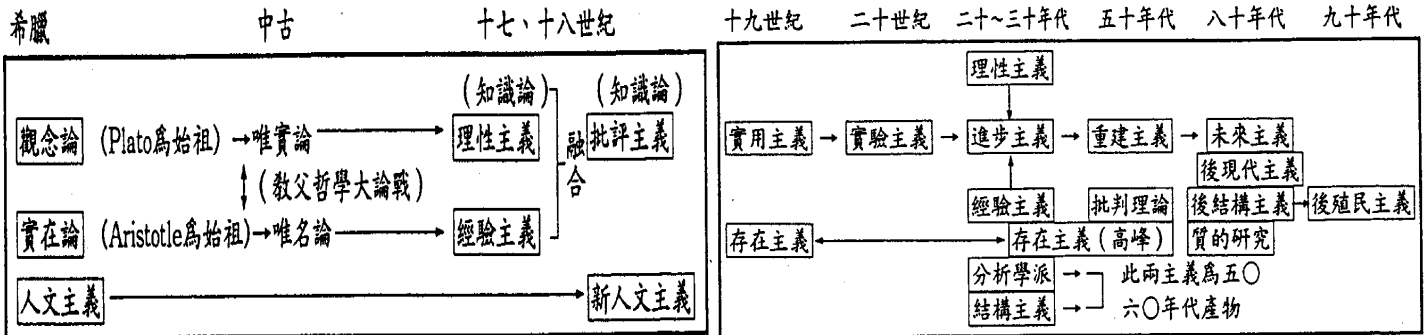 希臘 中古 十七、十八世紀
(知識論) (知識論)
觀念論 (Plato爲始祖) →唯實論 → 理性主義 批評主義
融合
(教父哲學大論戰)
實在論 (Aristotle爲始祖)→唯名論 → 經驗主義
人文主義 → 新人文主義
十九世紀 二十世紀 二十~三十年代 五十年代 八十年代 九十年代
理性主義
實用主義 → 實驗主義 → 進步主義 → 重建主義 → 未來主義
後現代主義
經驗主義 批判理論 後結構主義 → 後殖民主義
存在主義 ↔ 存在主義(高峰) 質的研究
分析學派 → 此兩主義爲五〇
結構主義 → 六〇年代產物